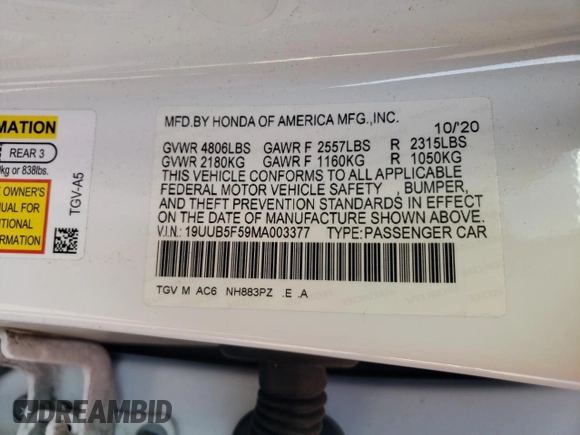 MATION
REAR 3
kg or 838lbs.
OWNER'S
MANUAL FOR
FORMATION
TGV-A5
MFD.BY HONDA OF AMERICA MFG.,INC. 10/'20
GVWR 4806LBS GAWR F 2557LBS R 2315LBS
GVWR 2180KG GAWR F 1160KG R 1050KG
THIS VEHICLE CONFORMS TO ALL APPLICABLE
FEDERAL MOTOR VEHICLE SAFETY , BUMPER,
AND THEFT PREVENTION STANDARDS IN EFFECT
ON THE DATE OF MANUFACTURE SHOWN ABOVE.
V.I.N.: 19UUB5F59MA003377 TYPE:PASSENGER CAR
TGV M AC6 NH883PZ .E .A
DREAMBID